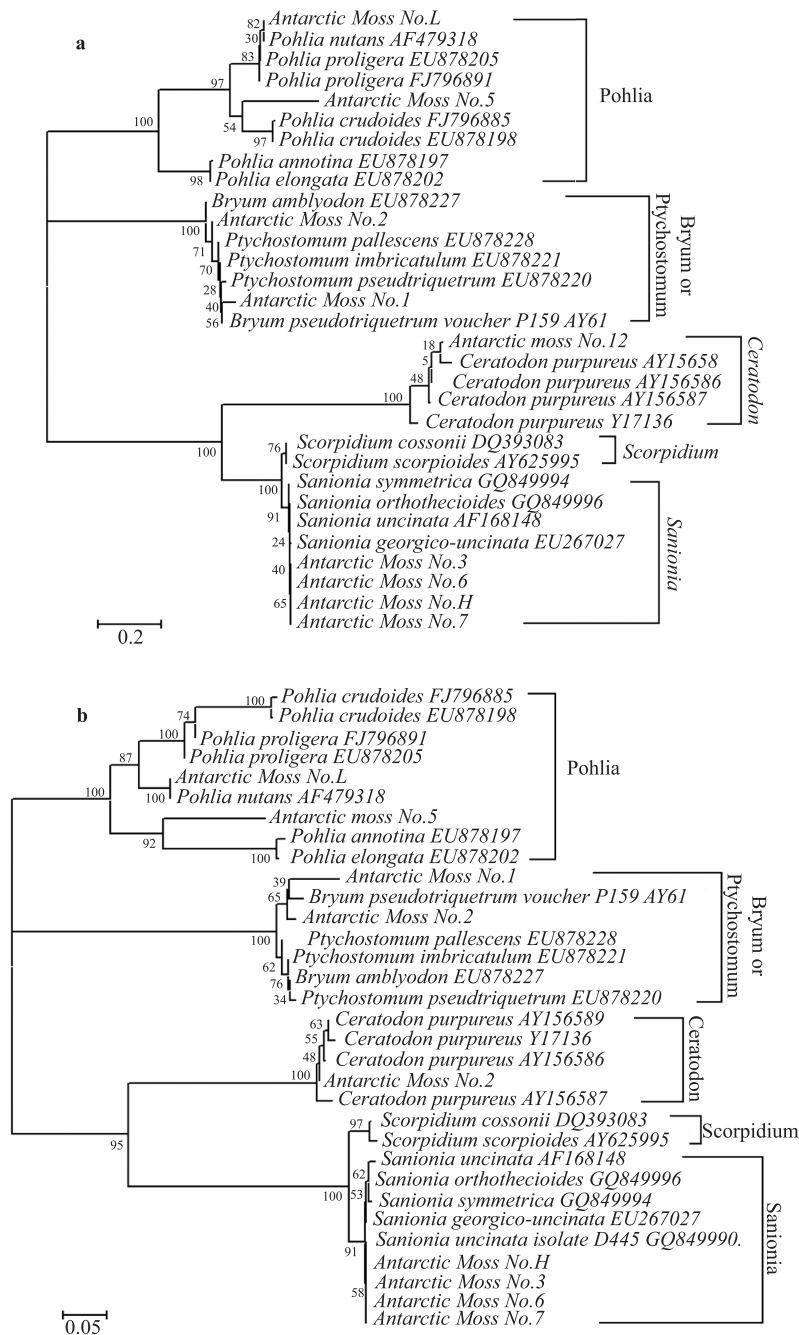 a
82
Antarctic Moss No.L
30
Pohlia nutans AF479318
83
Pohlia proligera EU878205
Pohlia proligera FJ796891
97
Antarctic Moss No.5
54
Pohlia crudoides FJ796885
97
Pohlia crudoides EU878198
100
Pohlia annotina EU878197
98
Pohlia elongata EU878202
Pohlia
Bryum amblyodon EU878227
100
Antarctic Moss No.2
71
Ptychostomum pallescens EU878228
70
Ptychostomum imbricatulum EU878221
28
Ptychostomum pseudtriquetrum EU878220
40
Antarctic Moss No.1
56
Bryum pseudotriquetrum voucher P159 AY61
Bryum or
Ptychostomum
18
Antarctic moss No.12
5
Ceratodon purpureus AY15658
48
Ceratodon purpureus AY156586
Ceratodon purpureus AY156587
100
Ceratodon purpureus Y17136
Ceratodon
100
76
Scorpidium cossonii DQ393083
Scorpidium scorpioides AY625995
Scorpidium
100
Sanionia symmetrica GQ849994
Sanionia orthothecioides GQ849996
91
Sanionia uncinata AF168148
24
Sanionia georgico-uncinata EU267027
40
Antarctic Moss No.3
Antarctic Moss No.6
65
Antarctic Moss No.H
Antarctic Moss No.7
Sanionia
0.2
b
100
Pohlia crudoides FJ796885
74
Pohlia crudoides EU878198
100
Pohlia proligera FJ796891
87
Pohlia proligera EU878205
Antarctic Moss No.L
100
100
Pohlia nutans AF479318
Antarctic moss No.5
92
Pohlia annotina EU878197
100
Pohlia elongata EU878202
Pohlia
39
Antarctic Moss No.1
65
Bryum pseudotriquetrum voucher P159 AY61
Antarctic Moss No.2
100
Ptychostomum pallescens EU878228
62
Ptychostomum imbricatulum EU878221
76
Bryum amblyodon EU878227
34
Ptychostomum pseudtriquetrum EU878220
Bryum or
Ptychostomum
63
Ceratodon purpureus AY156589
55
Ceratodon purpureus Y17136
48
Ceratodon purpureus AY156586
100
Antarctic Moss No.2
Ceratodon purpureus AY156587
Ceratodon
95
97
Scorpidium cossonii DQ393083
Scorpidium scorpioides AY625995
Scorpidium
Sanionia uncinata AF168148
62
Sanionia orthothecioides GQ849996
100
53
Sanionia symmetrica GQ849994
Sanionia georgico-uncinata EU267027
Sanionia uncinata isolate D445 GQ849990.
91
Antarctic Moss No.H
Antarctic Moss No.3
58
Antarctic Moss No.6
Antarctic Moss No.7
Sanionia
0.05